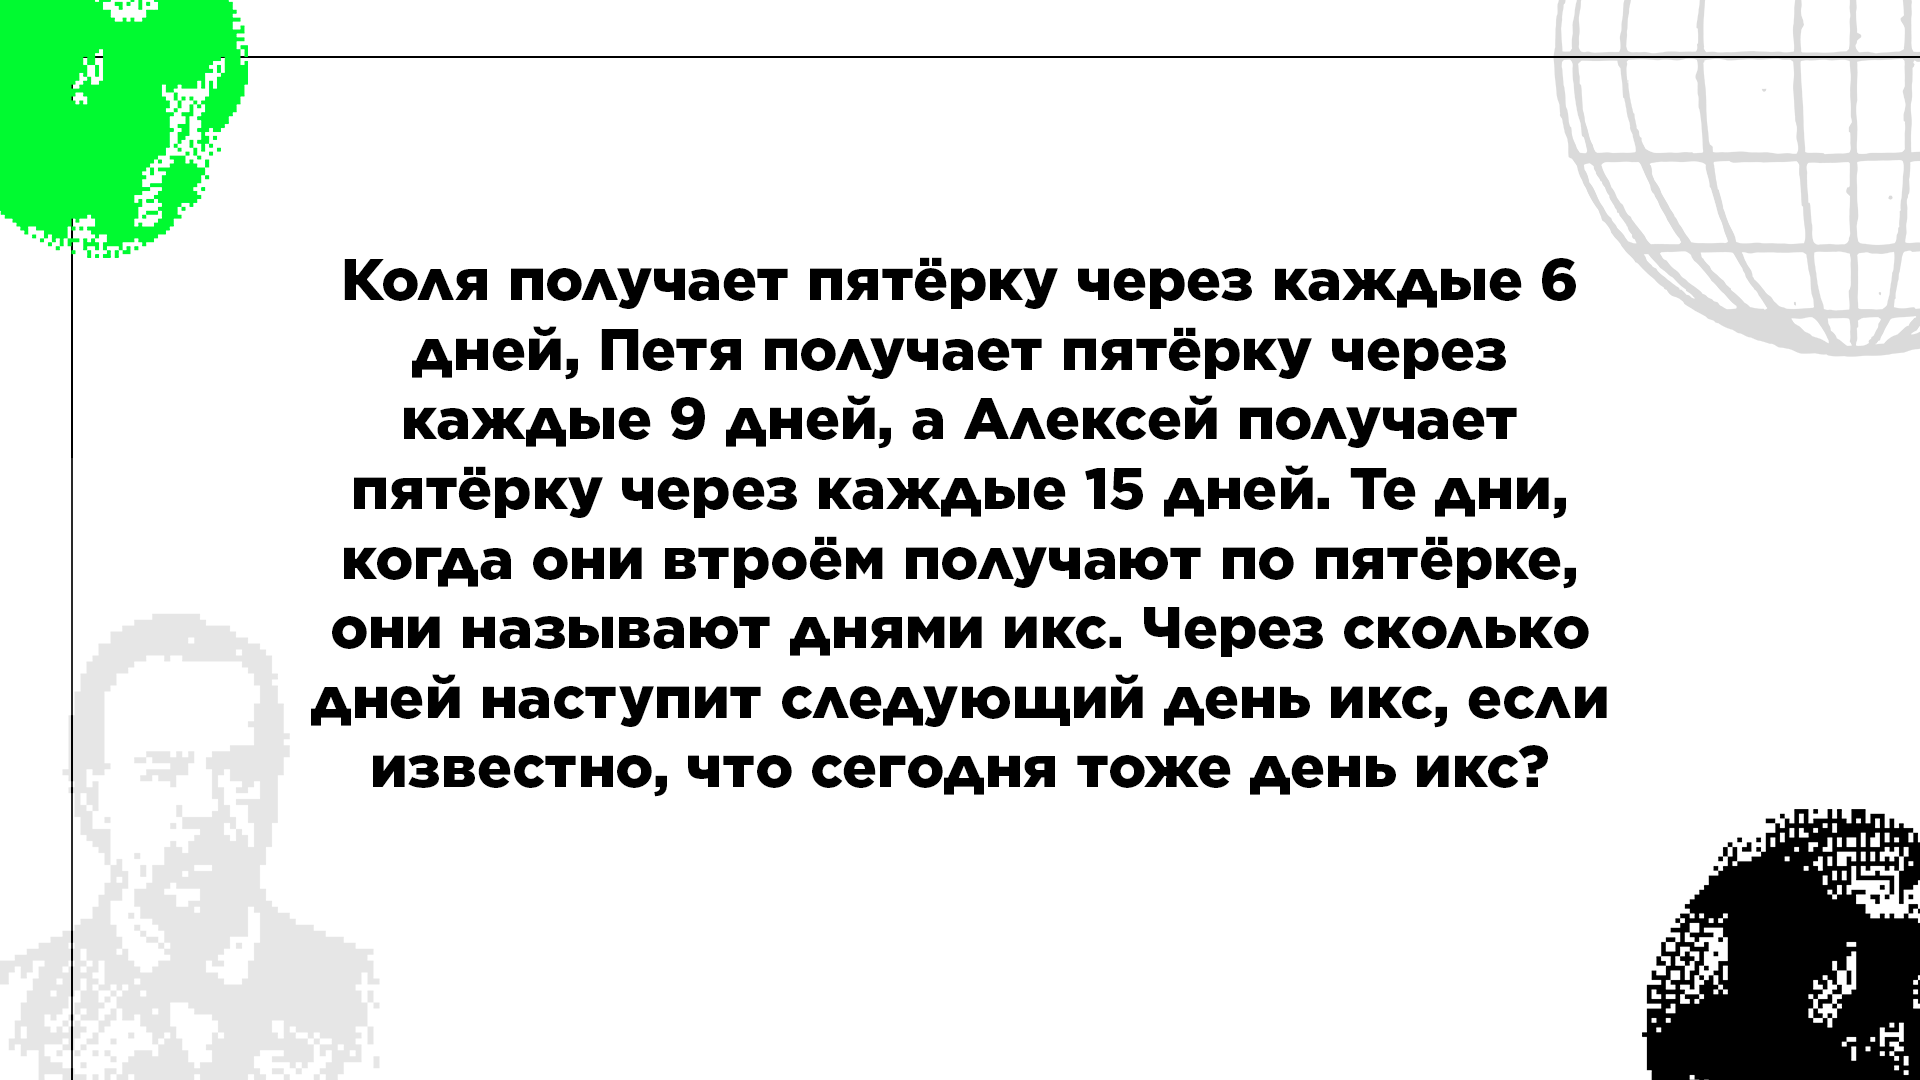 Коля получает пятёрку через каждые 6
дней, Петя получает пятёрку через
каждые 9 дней, а Алексей получает
пятёрку через каждые 15 дней. Те дни,
когда они втроём получают по пятёрке,
они называют днями икс. Через сколько
дней наступит следующий день икс, если
известно, что сегодня тоже день икс?